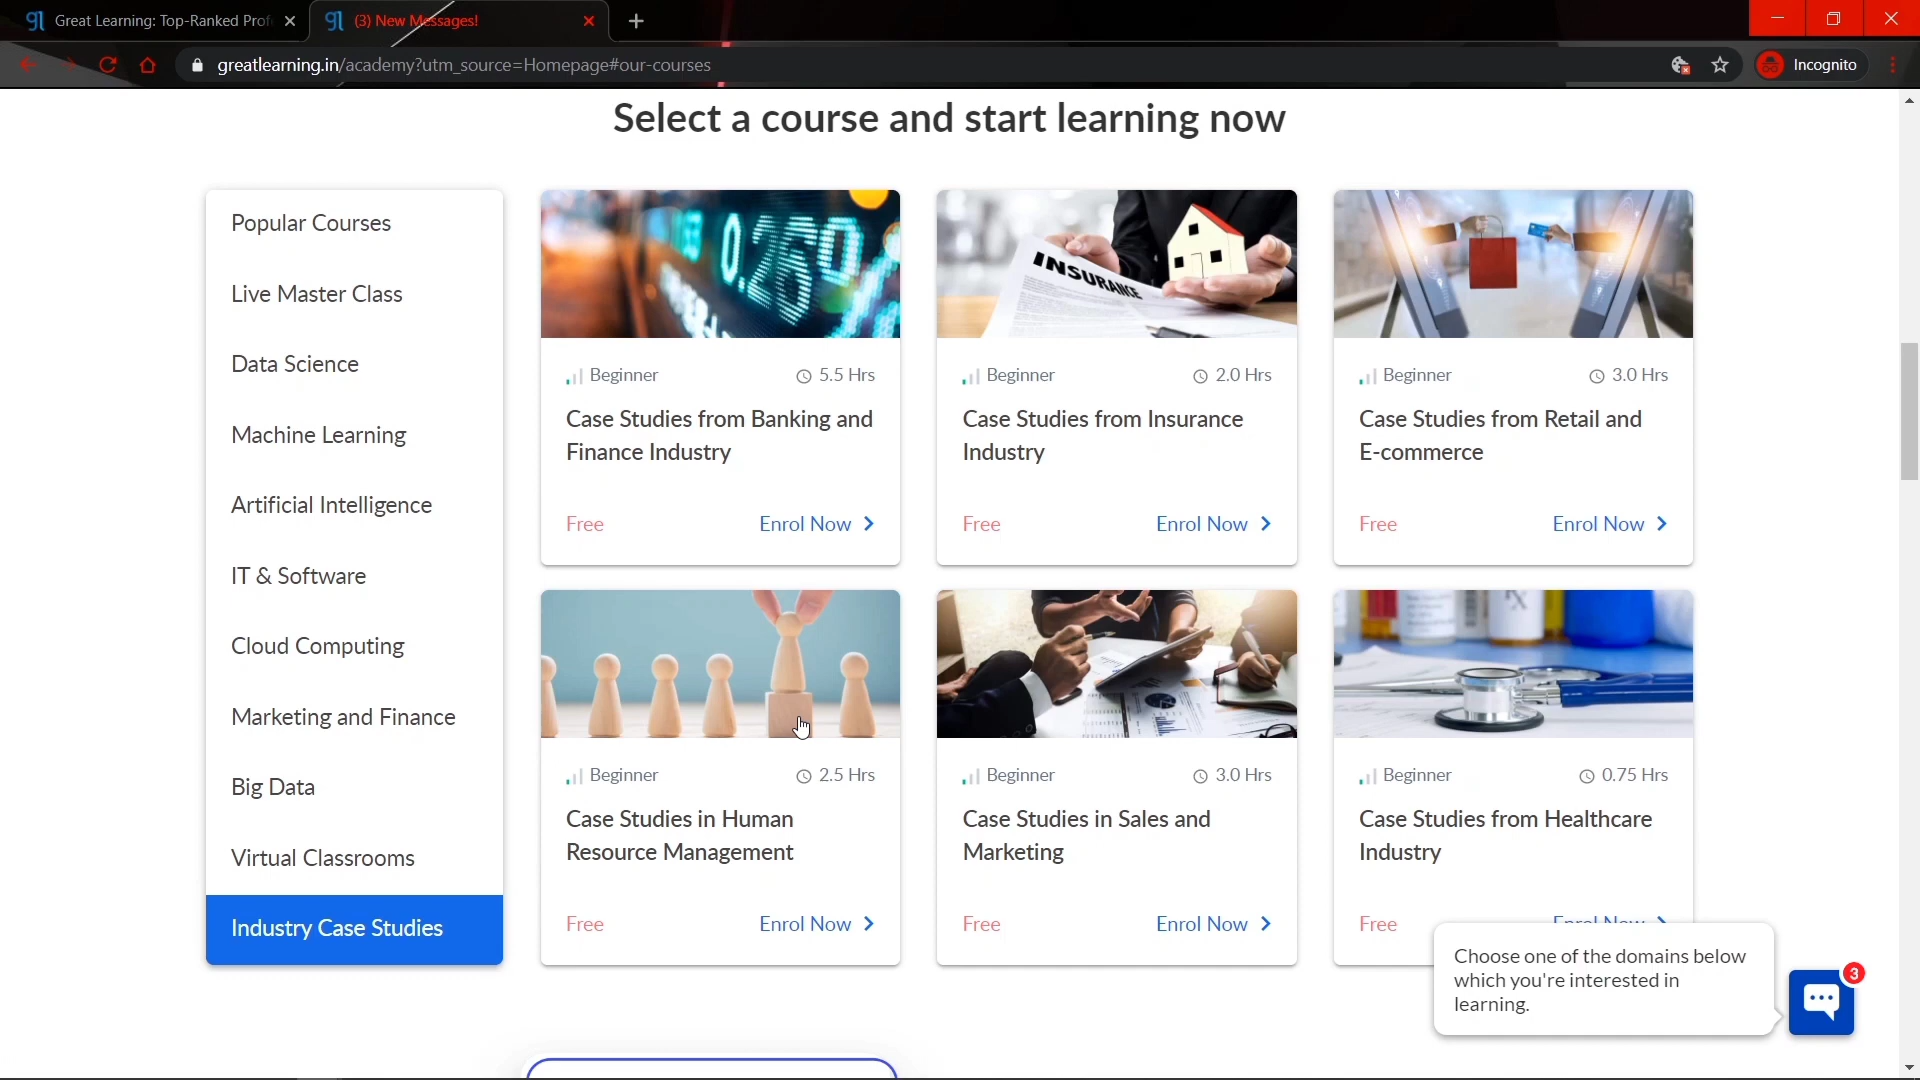 Great Learning: Top-Ranked Prof
(3) New Messages!
greatlearning.in/academy?utm_source=Homepage#our-courses
Incognito
Select a course and start learning now
Popular Courses
Live Master Class
Data Science
Machine Learning
Artificial Intelligence
IT & Software
Cloud Computing
Marketing and Finance
Big Data
Virtual Classrooms
Industry Case Studies
0.260
Beginner
5.5 Hrs
Case Studies from Banking and
Finance Industry
Free
Enrol Now
INSURANCE
Beginner
2.0 Hrs
Case Studies from Insurance
Industry
Free
Enrol Now
Beginner
3.0 Hrs
Case Studies from Retail and
E-commerce
Free
Enrol Now
Beginner
2.5 Hrs
Case Studies in Human
Resource Management
Free
Enrol Now
Beginner
3.0 Hrs
Case Studies in Sales and
Marketing
Free
Enrol Now
Beginner
0.75 Hrs
Case Studies from Healthcare
Industry
Free
Enrol Now
Choose one of the domains below
which you're interested in
learning.
3